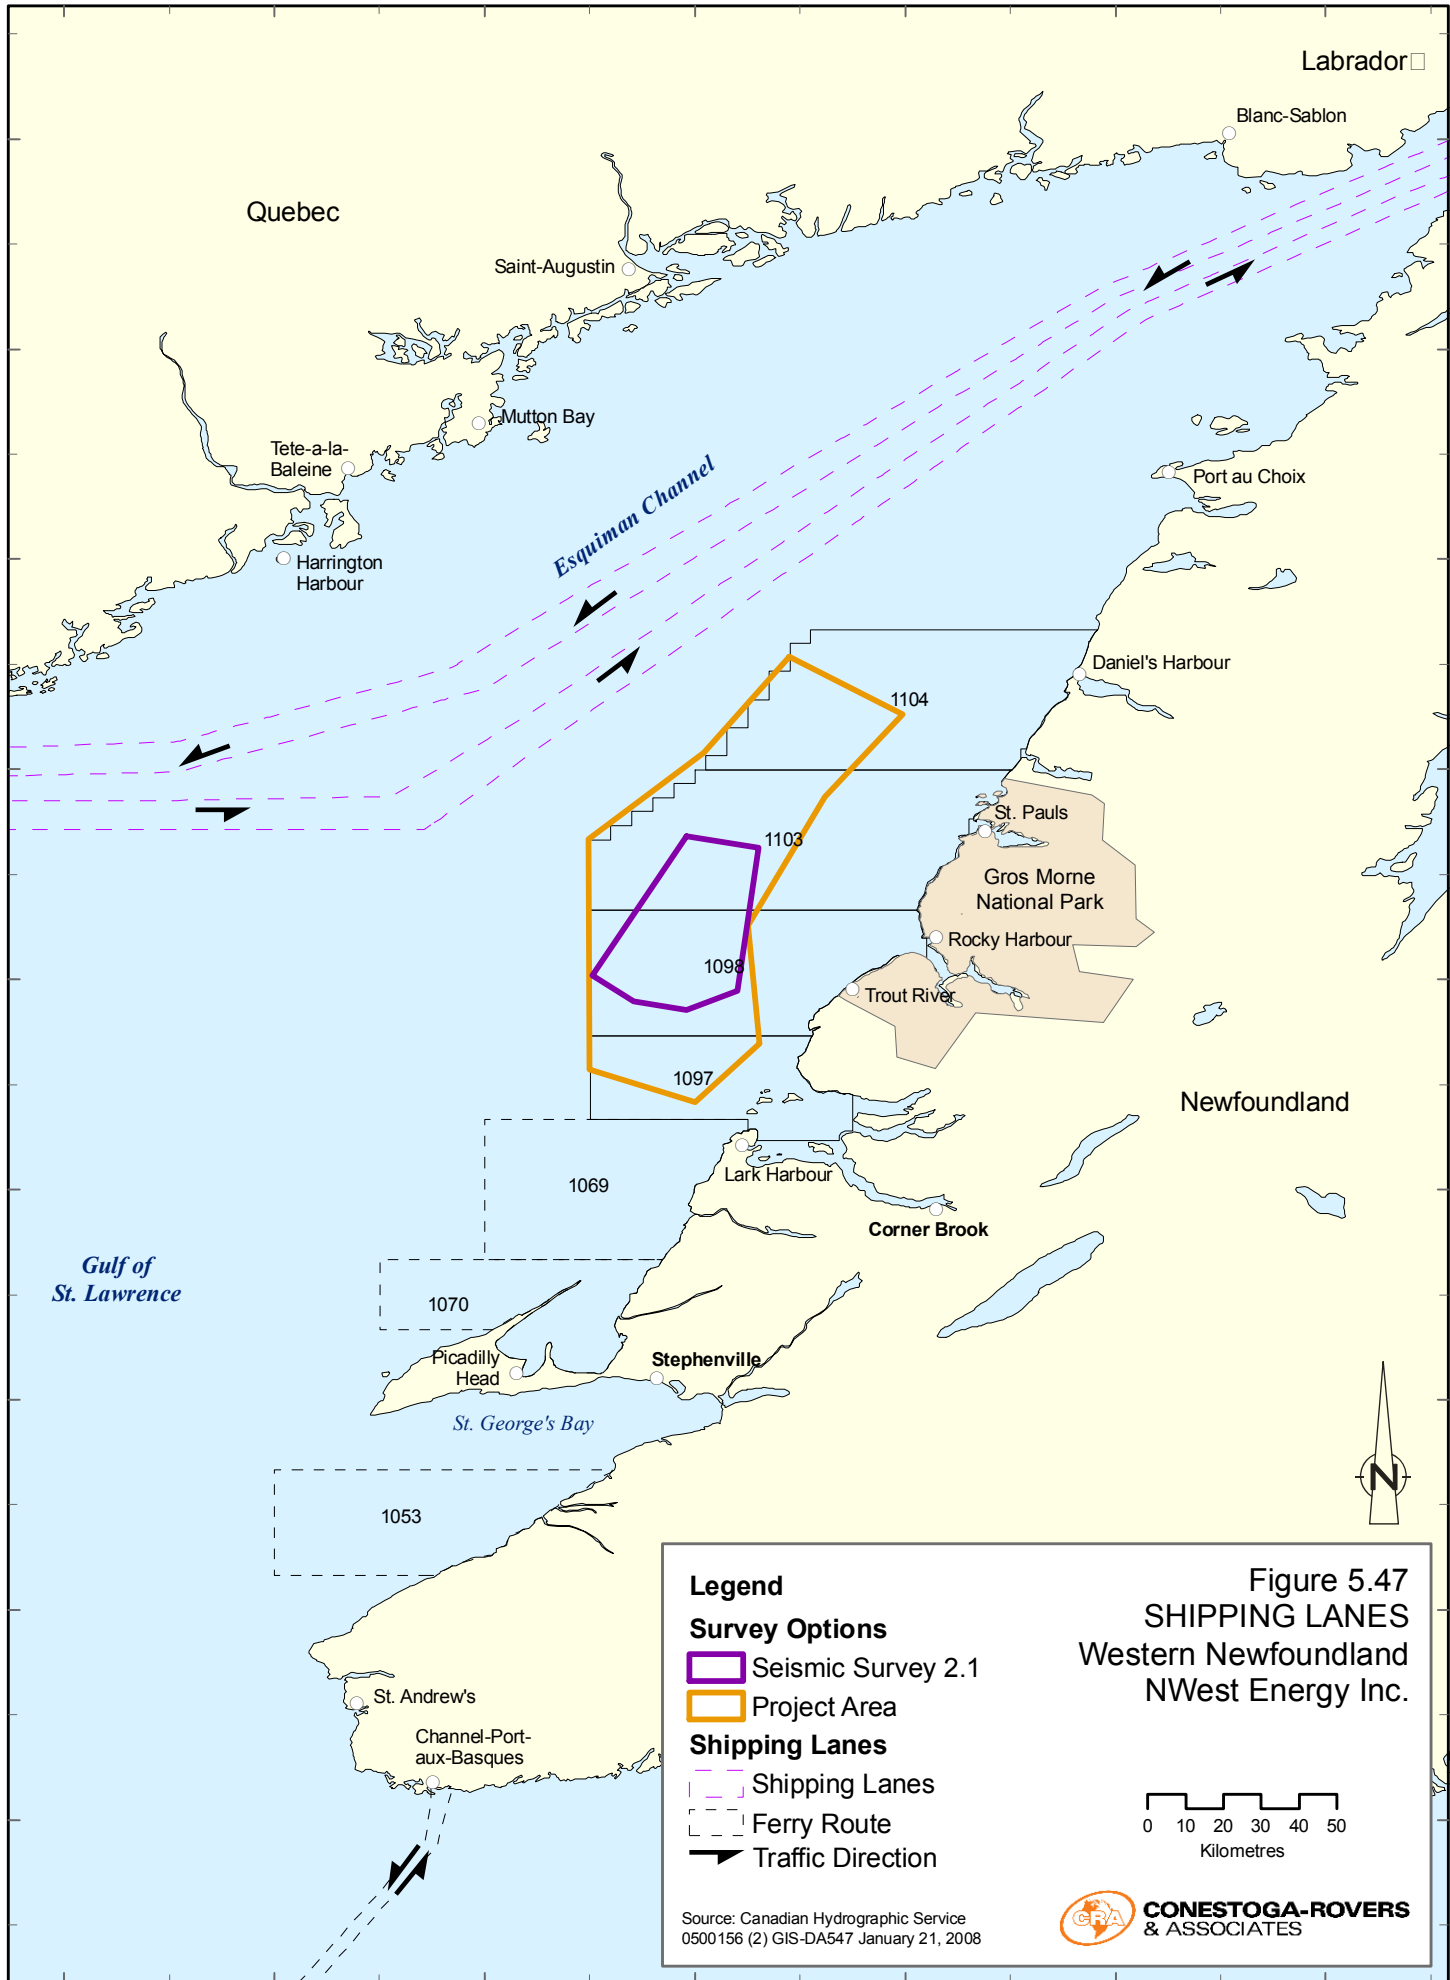 Labrador
Blanc-Sablon
Quebec
Saint-Augustin
Mutton Bay
Tete-a-la-
Baleine
Port au Choix
Esquiman Channel
Harrington
Harbour
Daniel's Harbour
1104
St. Pauls
1103
Gros Morne
National Park
Rocky Harbour
1098
Trout River
1097
Newfoundland
Lark Harbour
1069
Corner Brook
Gulf of
St. Lawrence
1070
Picadilly
Head
Stephenville
St. George's Bay
N
1053
St. Andrew's
Channel-Port-
aux-Basques
Legend
Survey Options
Seismic Survey 2.1
Project Area
Shipping Lanes
Shipping Lanes
Ferry Route
Traffic Direction
Figure 5.47
SHIPPING LANES
Western Newfoundland
NWest Energy Inc.
0 10 20 30 40 50
Kilometres
Source: Canadian Hydrographic Service
0500156 (2) GIS-DA547 January 21, 2008
CRA
CONESTOGA-ROVERS
& ASSOCIATES